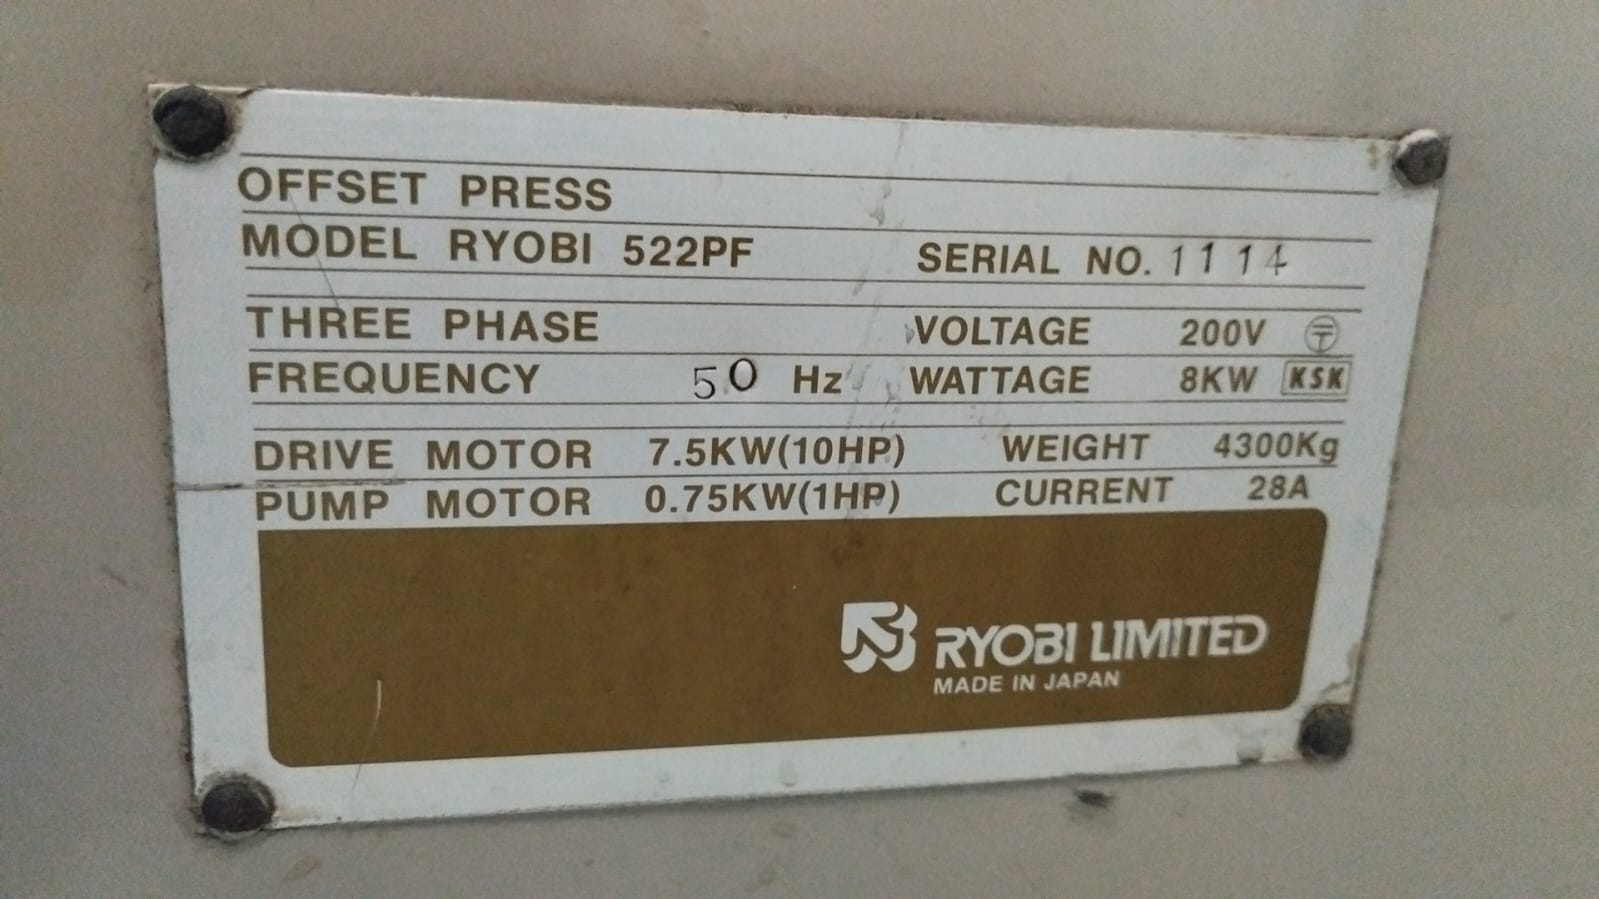 OFFSET PRESS
MODEL RYOBI 522PF SERIAL NO. 1114
THREE PHASE VOLTAGE 200V 〒
FREQUENCY 50 Hz WATTAGE 8KW KSK
DRIVE MOTOR 7.5KW(10HP) WEIGHT 4300Kg
PUMP MOTOR 0.75KW(1HP) CURRENT 28A
RYOBI LIMITED
MADE IN JAPAN